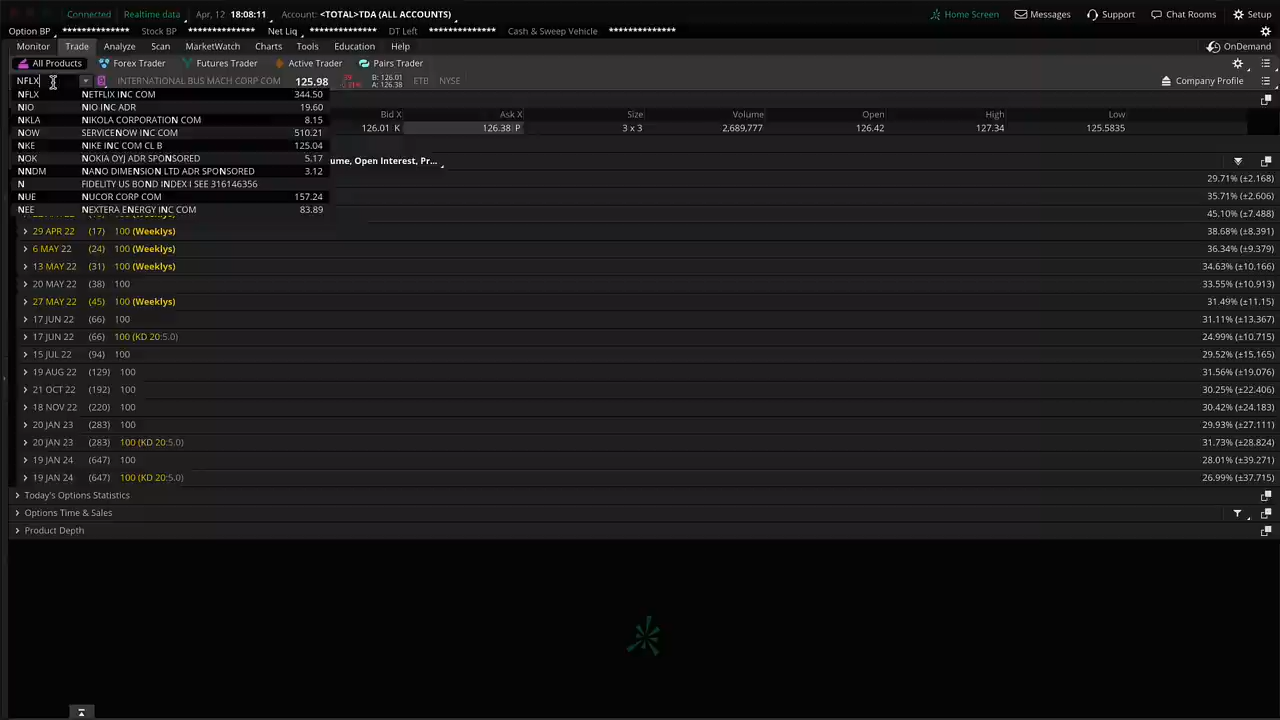 Connected Realtime data Apr, 12 18:08:11 Account: <TOTAL>TDA (ALL ACCOUNTS) Home Screen Messages Support Chat Rooms Setup
Option BP ************** Stock BP ************** Net Liq ************** DT Left ************** Cash & Sweep Vehicle **************
Monitor Trade Analyze Scan MarketWatch Charts Tools Education Help OnDemand
All Products Forex Trader Futures Trader Active Trader Pairs Trader
NFLX INTERNATIONAL BUS MACH CORP COM 125.98 B: 126.01 A: 126.38 ETB NYSE Company Profile
NFLX NETFLIX INC COM 344.50
NIO NIO INC ADR 19.60
NKLA NIKOLA CORPORATION COM 8.15
NOW SERVICENOW INC COM 510.21
NKE NIKE INC COM CL B 125.04
NOK NOKIA OYJ ADR SPONSORED 5.17
NNDM NANO DIMENSION LTD ADR SPONSORED 3.12
N FIDELITY US BOND INDEX I SEE 316146356
NUE NUCOR CORP COM 157.24
NEE NEXTERA ENERGY INC COM 83.89
Bid X Ask X Size Volume Open High Low
126.01 K 126.38 P 3 x 3 2,689,777 126.42 127.34 125.5835
ume, Open Interest, Pr...
29.71% (±2.168)
35.71% (±2.606)
45.10% (±7.488)
29 APR 22 (17) 100 (Weeklys) 38.68% (±8.391)
6 MAY 22 (24) 100 (Weeklys) 36.34% (±9.379)
13 MAY 22 (31) 100 (Weeklys) 34.63% (±10.166)
20 MAY 22 (38) 100 33.55% (±10.913)
27 MAY 22 (45) 100 (Weeklys) 31.49% (±11.15)
17 JUN 22 (66) 100 31.11% (±13.367)
17 JUN 22 (66) 100 (KD 20:5.0) 24.99% (±10.715)
15 JUL 22 (94) 100 29.52% (±15.165)
19 AUG 22 (129) 100 31.56% (±19.076)
21 OCT 22 (192) 100 30.25% (±22.406)
18 NOV 22 (220) 100 30.42% (±24.183)
20 JAN 23 (283) 100 29.93% (±27.111)
20 JAN 23 (283) 100 (KD 20:5.0) 31.73% (±28.824)
19 JAN 24 (647) 100 28.01% (±39.271)
19 JAN 24 (647) 100 (KD 20:5.0) 26.99% (±37.715)
Today's Options Statistics
Options Time & Sales
Product Depth